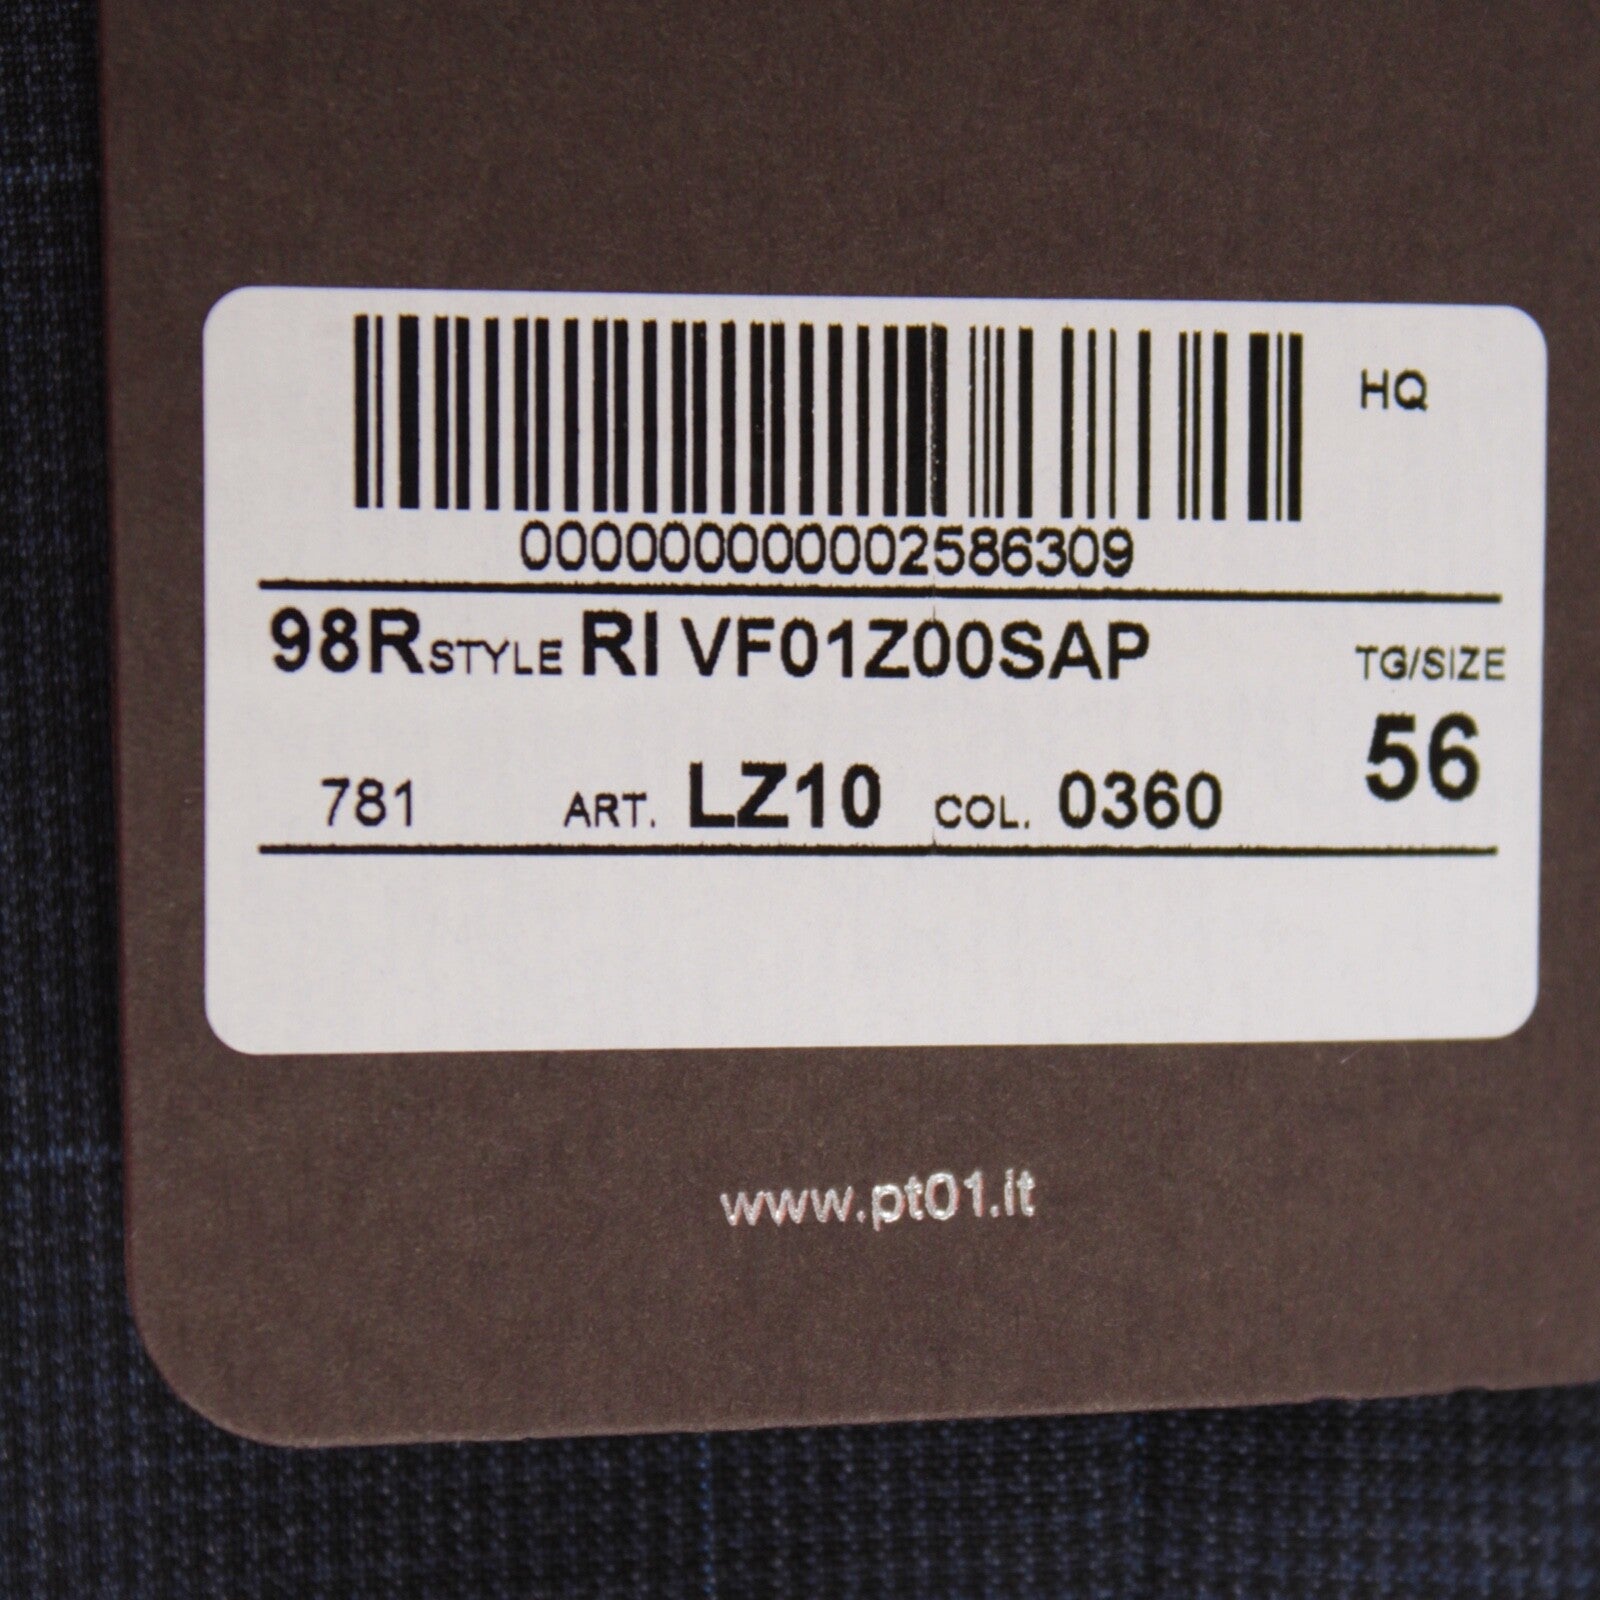 HQ
000000000002586309
98R STYLE RI VF01Z00SAP
TG/SIZE
56
781 ART. LZ10 COL. 0360
www.pt01.it